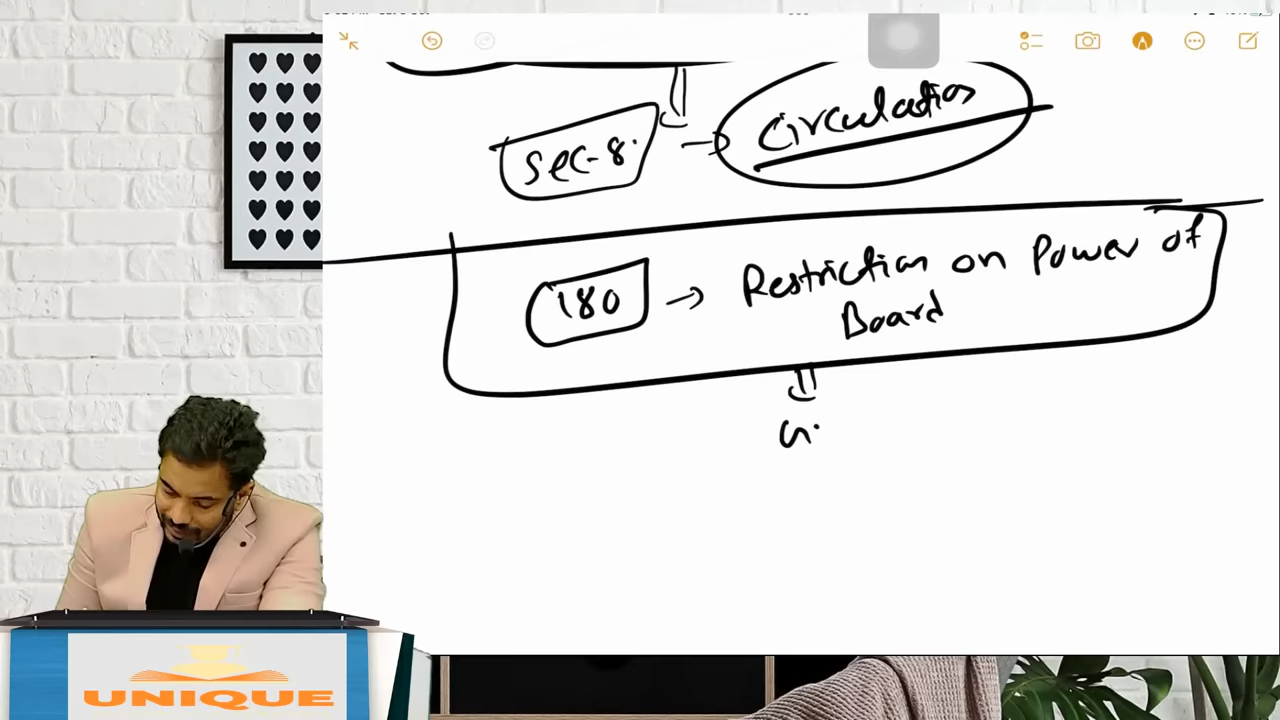 Sec-8.
→ Circulation
180 → Restriction on Power of
Board
G.
UNIQUE